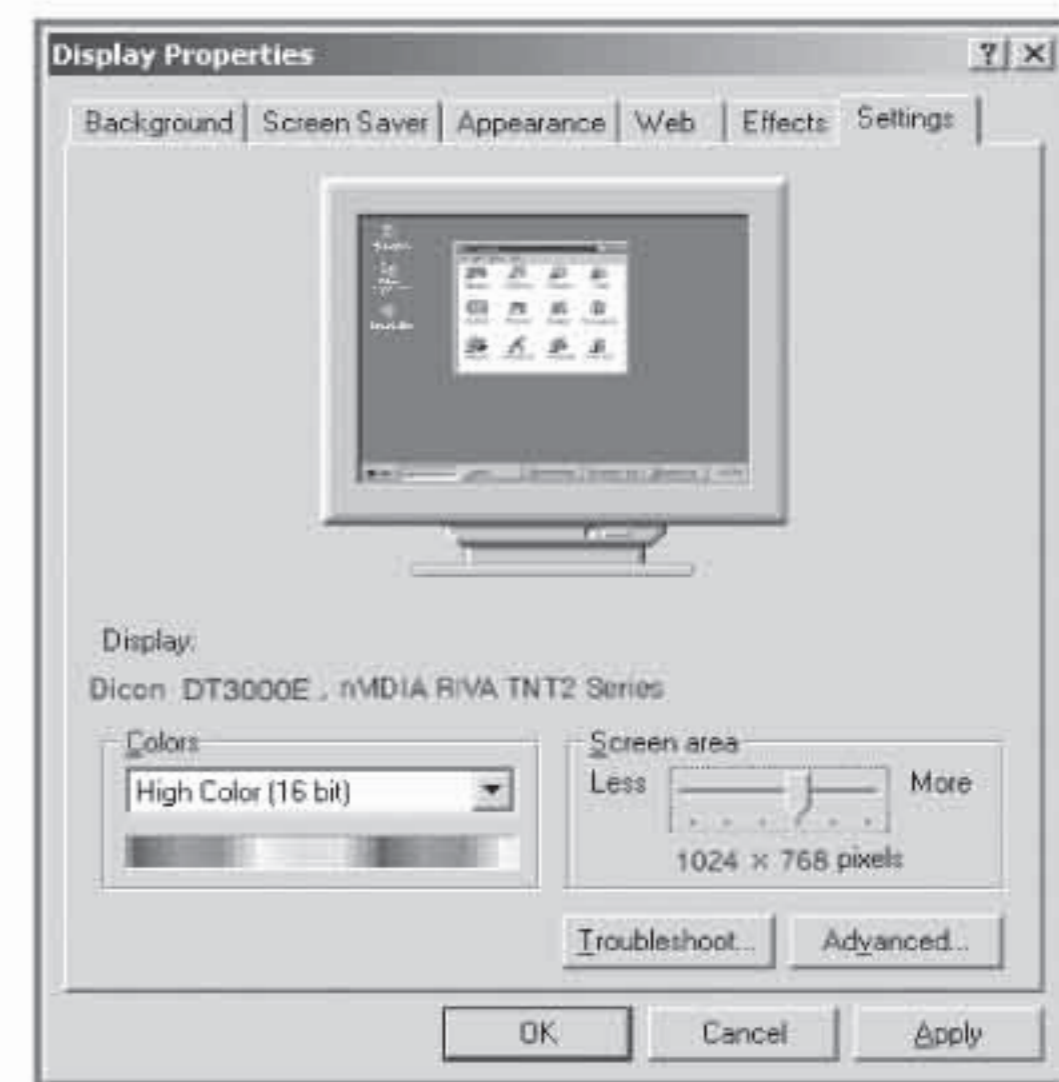 Display Properties
Background Screen Saver Appearance Web Effects Settings
Display:
Dicon DT3000E , nVIDIA RIVA TNT2 Series
Colors
High Color (16 bit)
Screen area
Less More
1024 × 768 pixels
Troubleshoot... Advanced...
OK Cancel Apply